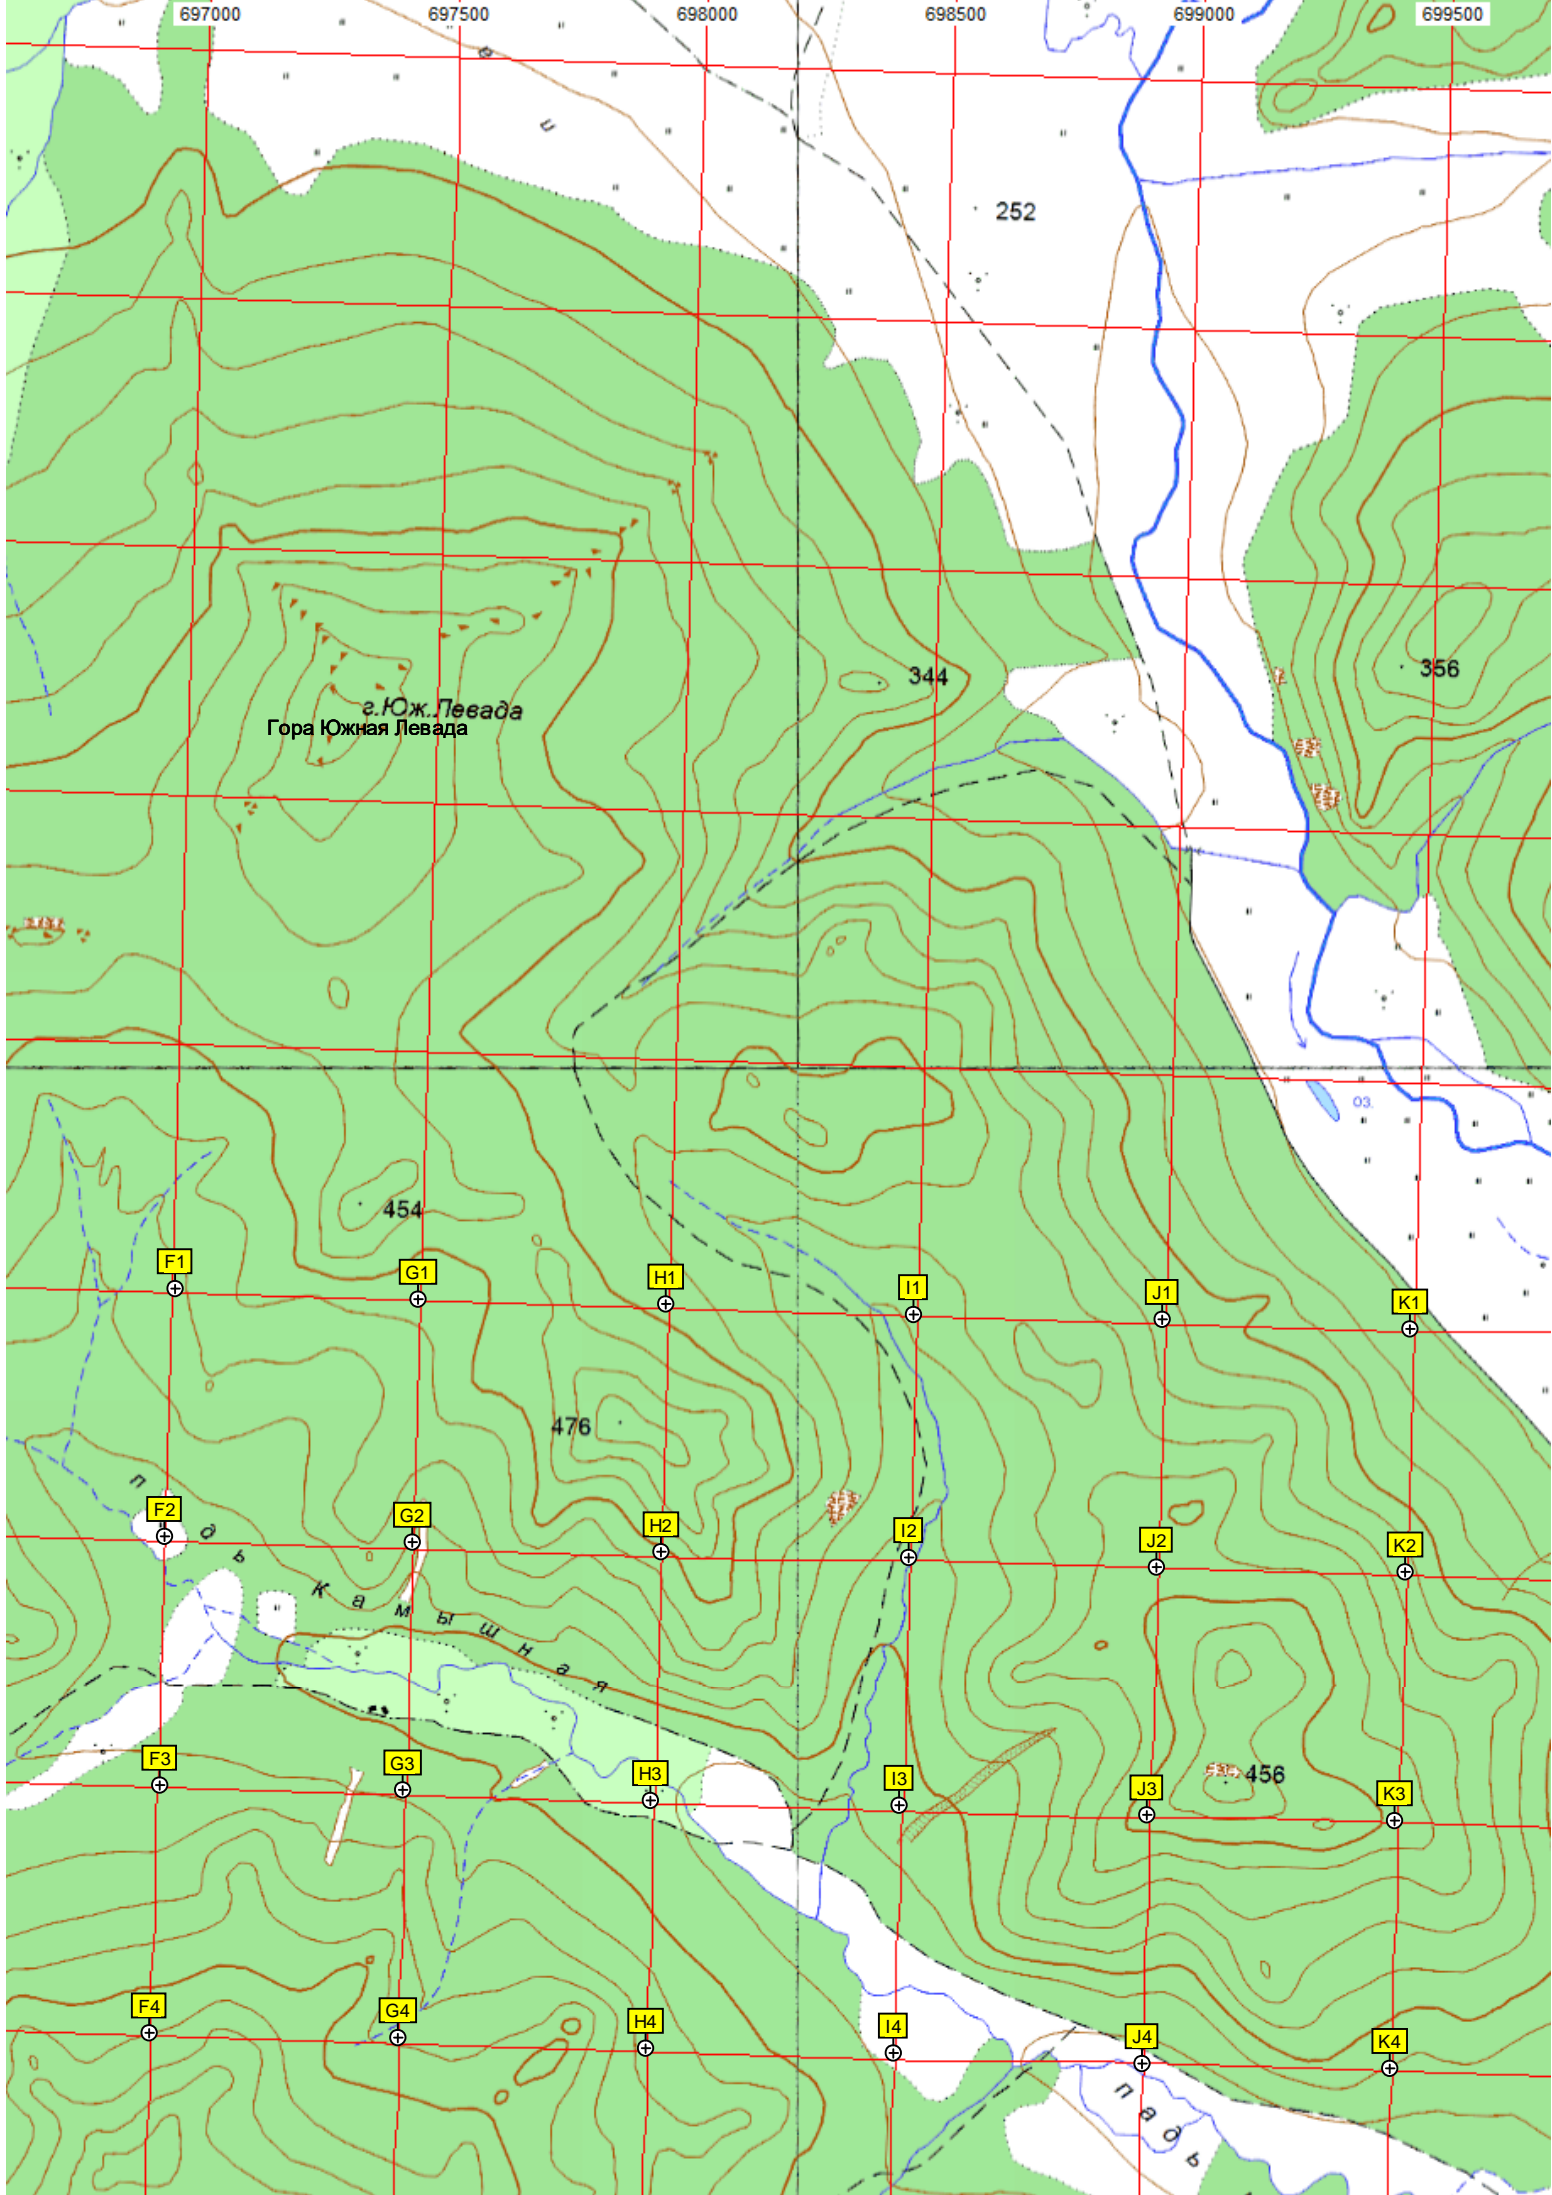 697000 697500 698000 698500 699000 699500
е
и
252
344
356
г.Юж.Левада
Гора Южная Левада
оз.
454
F1 G1 H1 I1 J1 K1
476
F2 G2 H2 I2 J2 K2
падь Камышная
F3 G3 H3 I3 J3 K3
456
F4 G4 H4 I4 J4 K4
падь